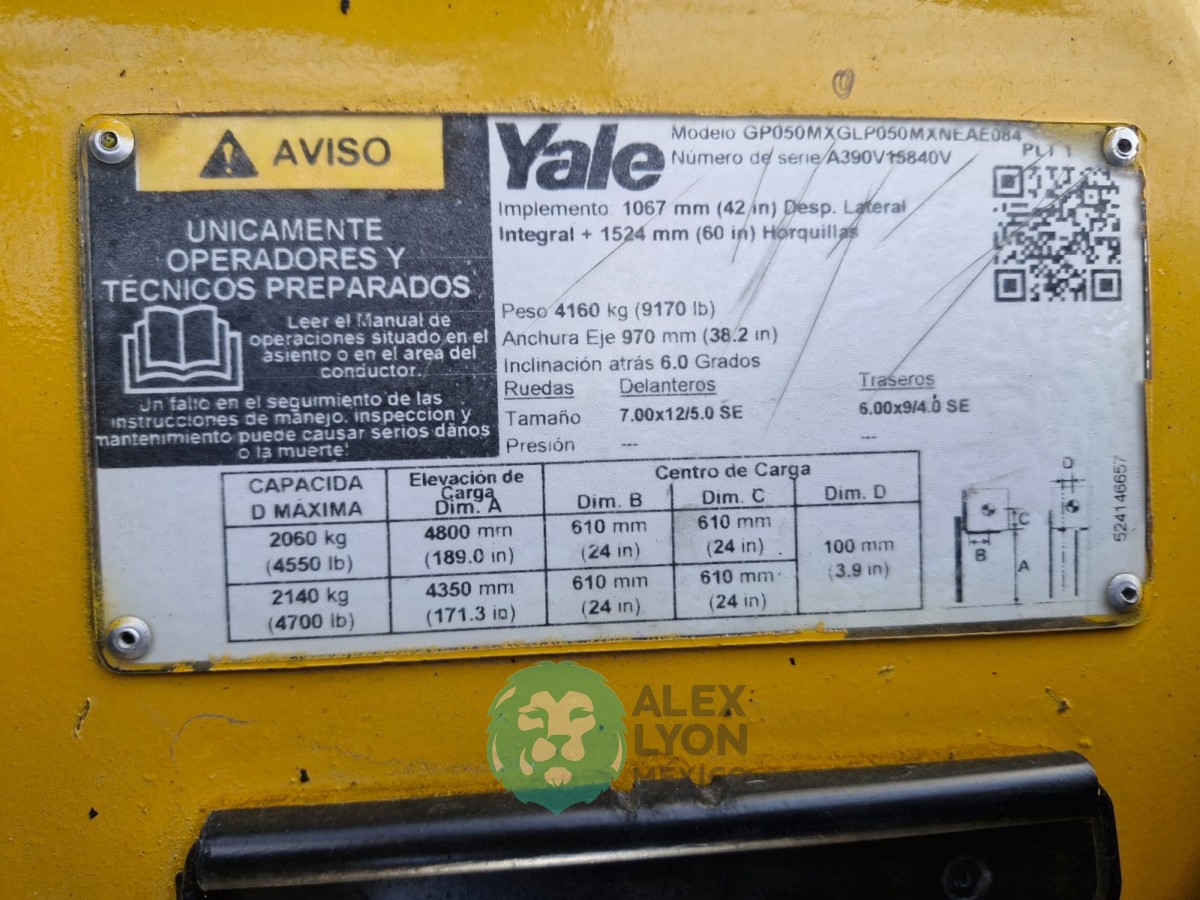 AVISO
ÚNICAMENTE
OPERADORES Y
TÉCNICOS PREPARADOS
Leer el Manual de
operaciones situado en el
asiento o en el area del
conductor.
Un fallo en el seguimiento de las
instrucciones de manejo, inspeccion y
mantenimiento puede causar serios daños
o la muerte!
Yale
Modelo GP050MXGLP050MXNEAE084
PLT 1
Número de serie A390V15840V
Implemento: 1067 mm (42 in) Desp. Lateral
Integral + 1524 mm (60 in) Horquillas
Peso 4160 kg (9170 lb)
Anchura Eje 970 mm (38.2 in)
Inclinación atrás 6.0 Grados
Ruedas Delanteros Traseros
Tamaño 7.00x12/5.0 SE 6.00x9/4.0 SE
Presión --- ---
CAPACIDA
D MÁXIMA
Elevación de
Carga
Dim. A
Centro de Carga
Dim. B Dim. C Dim. D
2060 kg 4800 mm 610 mm 610 mm
(4550 lb) (189.0 in) (24 in) (24 in)
100 mm
(3.9 in)
2140 kg 4350 mm 610 mm 610 mm
(4700 lb) (171.3 in) (24 in) (24 in)
D
C
B
A
524146657
ALEX
LYON
MÉXICO